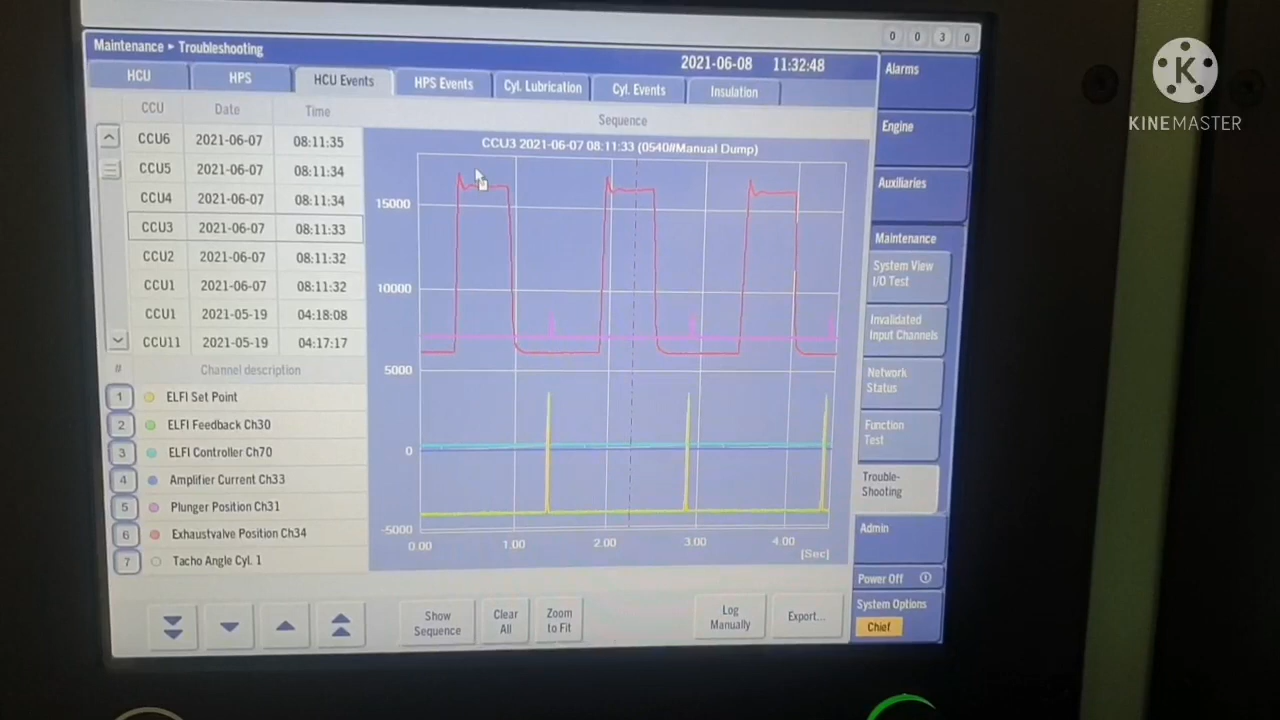 0 0 3 0
Maintenance ▸ Troubleshooting
2021-06-08 11:32:48
HCU HPS HCU Events HPS Events Cyl. Lubrication Cyl. Events Insulation
CCU Date Time
CCU6 2021-06-07 08:11:35
CCU5 2021-06-07 08:11:34
CCU4 2021-06-07 08:11:34
CCU3 2021-06-07 08:11:33
CCU2 2021-06-07 08:11:32
CCU1 2021-06-07 08:11:32
CCU1 2021-05-19 04:18:08
CCU11 2021-05-19 04:17:17
# Channel description
1 ELFI Set Point
2 ELFI Feedback Ch30
3 ELFI Controller Ch70
4 Amplifier Current Ch33
5 Plunger Position Ch31
6 Exhaustvalve Position Ch34
7 Tacho Angle Cyl. 1
Sequence
CCU3 2021-06-07 08:11:33 (0540#Manual Dump)
15000
10000
5000
0
-5000
0.00 1.00 2.00 3.00 4.00
[Sec]
Show
Sequence
Clear
All
Zoom
to Fit
Log
Manually
Export...
Alarms
Engine
Auxiliaries
Maintenance
System View
I/O Test
Invalidated
Input Channels
Network
Status
Function
Test
Trouble-
Shooting
Admin
Power Off
System Options
Chief
K
KINEMASTER